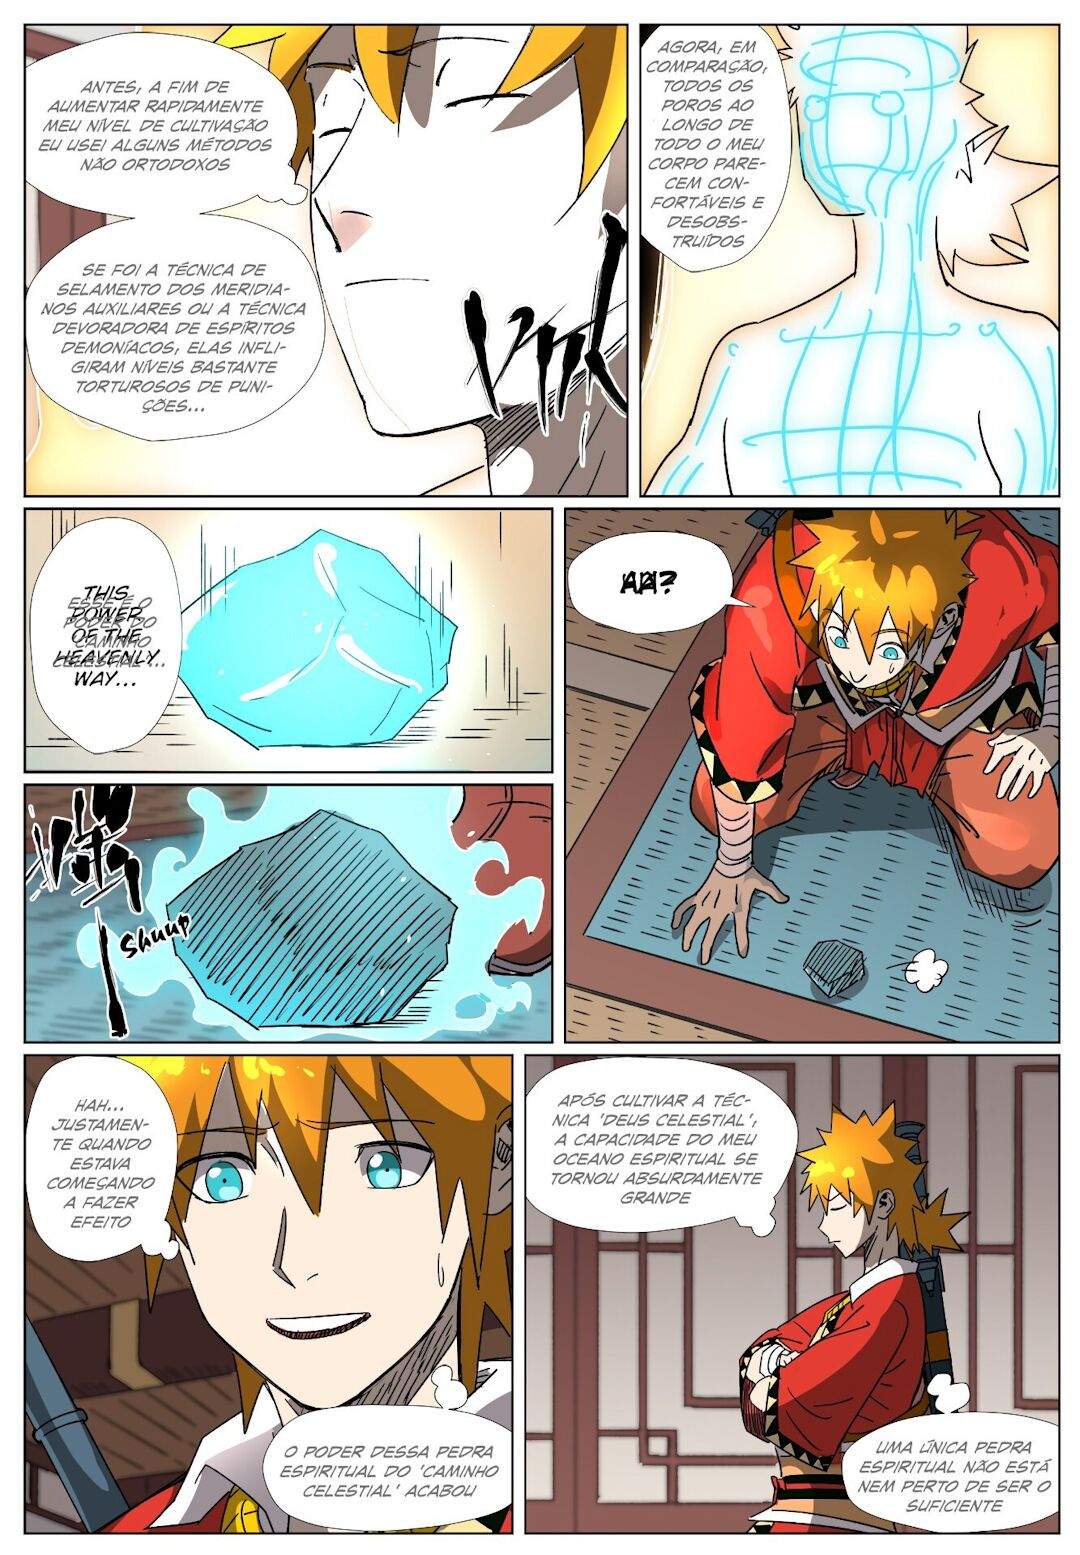 ANTES, A FIM DE
AUMENTAR RAPIDAMENTE
MEU NÍVEL DE CULTIVAÇÃO
EU USEI ALGUNS MÉTODOS
NÃO ORTODOXOS
SE FOI A TÉCNICA DE
SELAMENTO DOS MERIDIA-
NOS AUXILIARES OU A TÉCNICA
DEVORADORA DE ESPÍRITOS
DEMONÍACOS, ELAS INFLI-
GIRAM NÍVEIS BASTANTE
TORTUROSOS DE PUNI-
ÇÕES...
AGORA, EM
COMPARAÇÃO,
TODOS OS
POROS AO
LONGO DE
TODO O MEU
CORPO PARE-
CEM CON-
FORTÁVEIS E
DESOBS-
TRUÍDOS
THIS
POWER
OF THE
HEAVENLY
WAY...
ESSE É O
PODER DO
CAMINHO
CELESTIAL...
Shuup
HAH...
JUSTAMEN-
TE QUANDO
ESTAVA
COMEÇANDO
A FAZER
EFEITO
O PODER DESSA PEDRA
ESPIRITUAL DO 'CAMINHO
CELESTIAL' ACABOU
APÓS CULTIVAR A TÉC-
NICA 'DEUS CELESTIAL',
A CAPACIDADE DO MEU
OCEANO ESPIRITUAL SE
TORNOU ABSURDAMENTE
GRANDE
UMA ÚNICA PEDRA
ESPIRITUAL NÃO ESTÁ
NEM PERTO DE SER O
SUFICIENTE